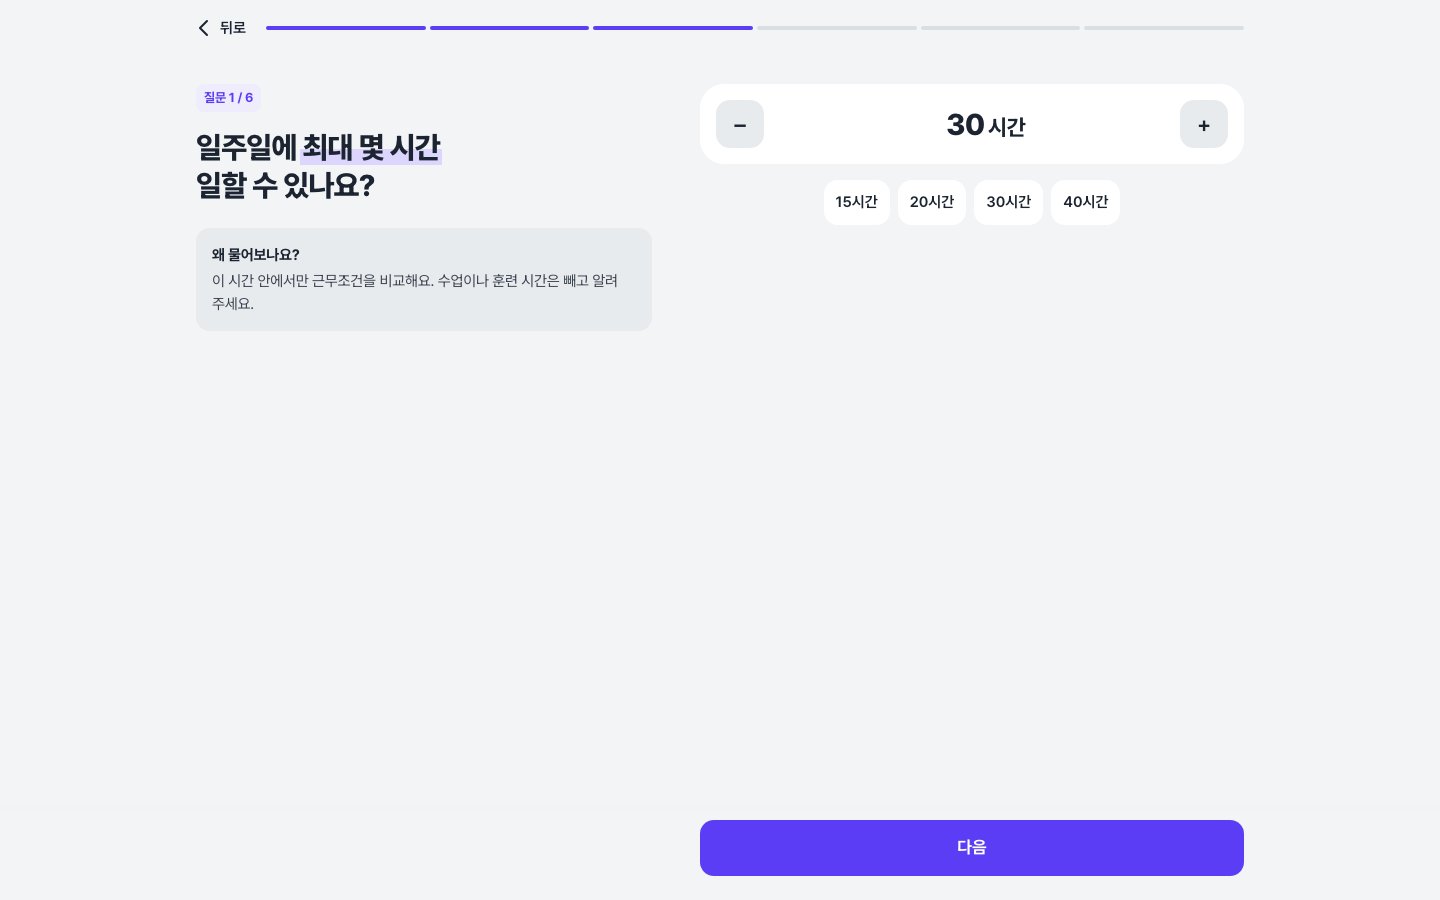 뒤로
질문 1 / 6
일주일에 최대 몇 시간
일할 수 있나요?
왜 물어보나요?
이 시간 안에서만 근무조건을 비교해요. 수업이나 훈련 시간은 빼고 알려
주세요.
− 30 시간 +
15시간 20시간 30시간 40시간
다음